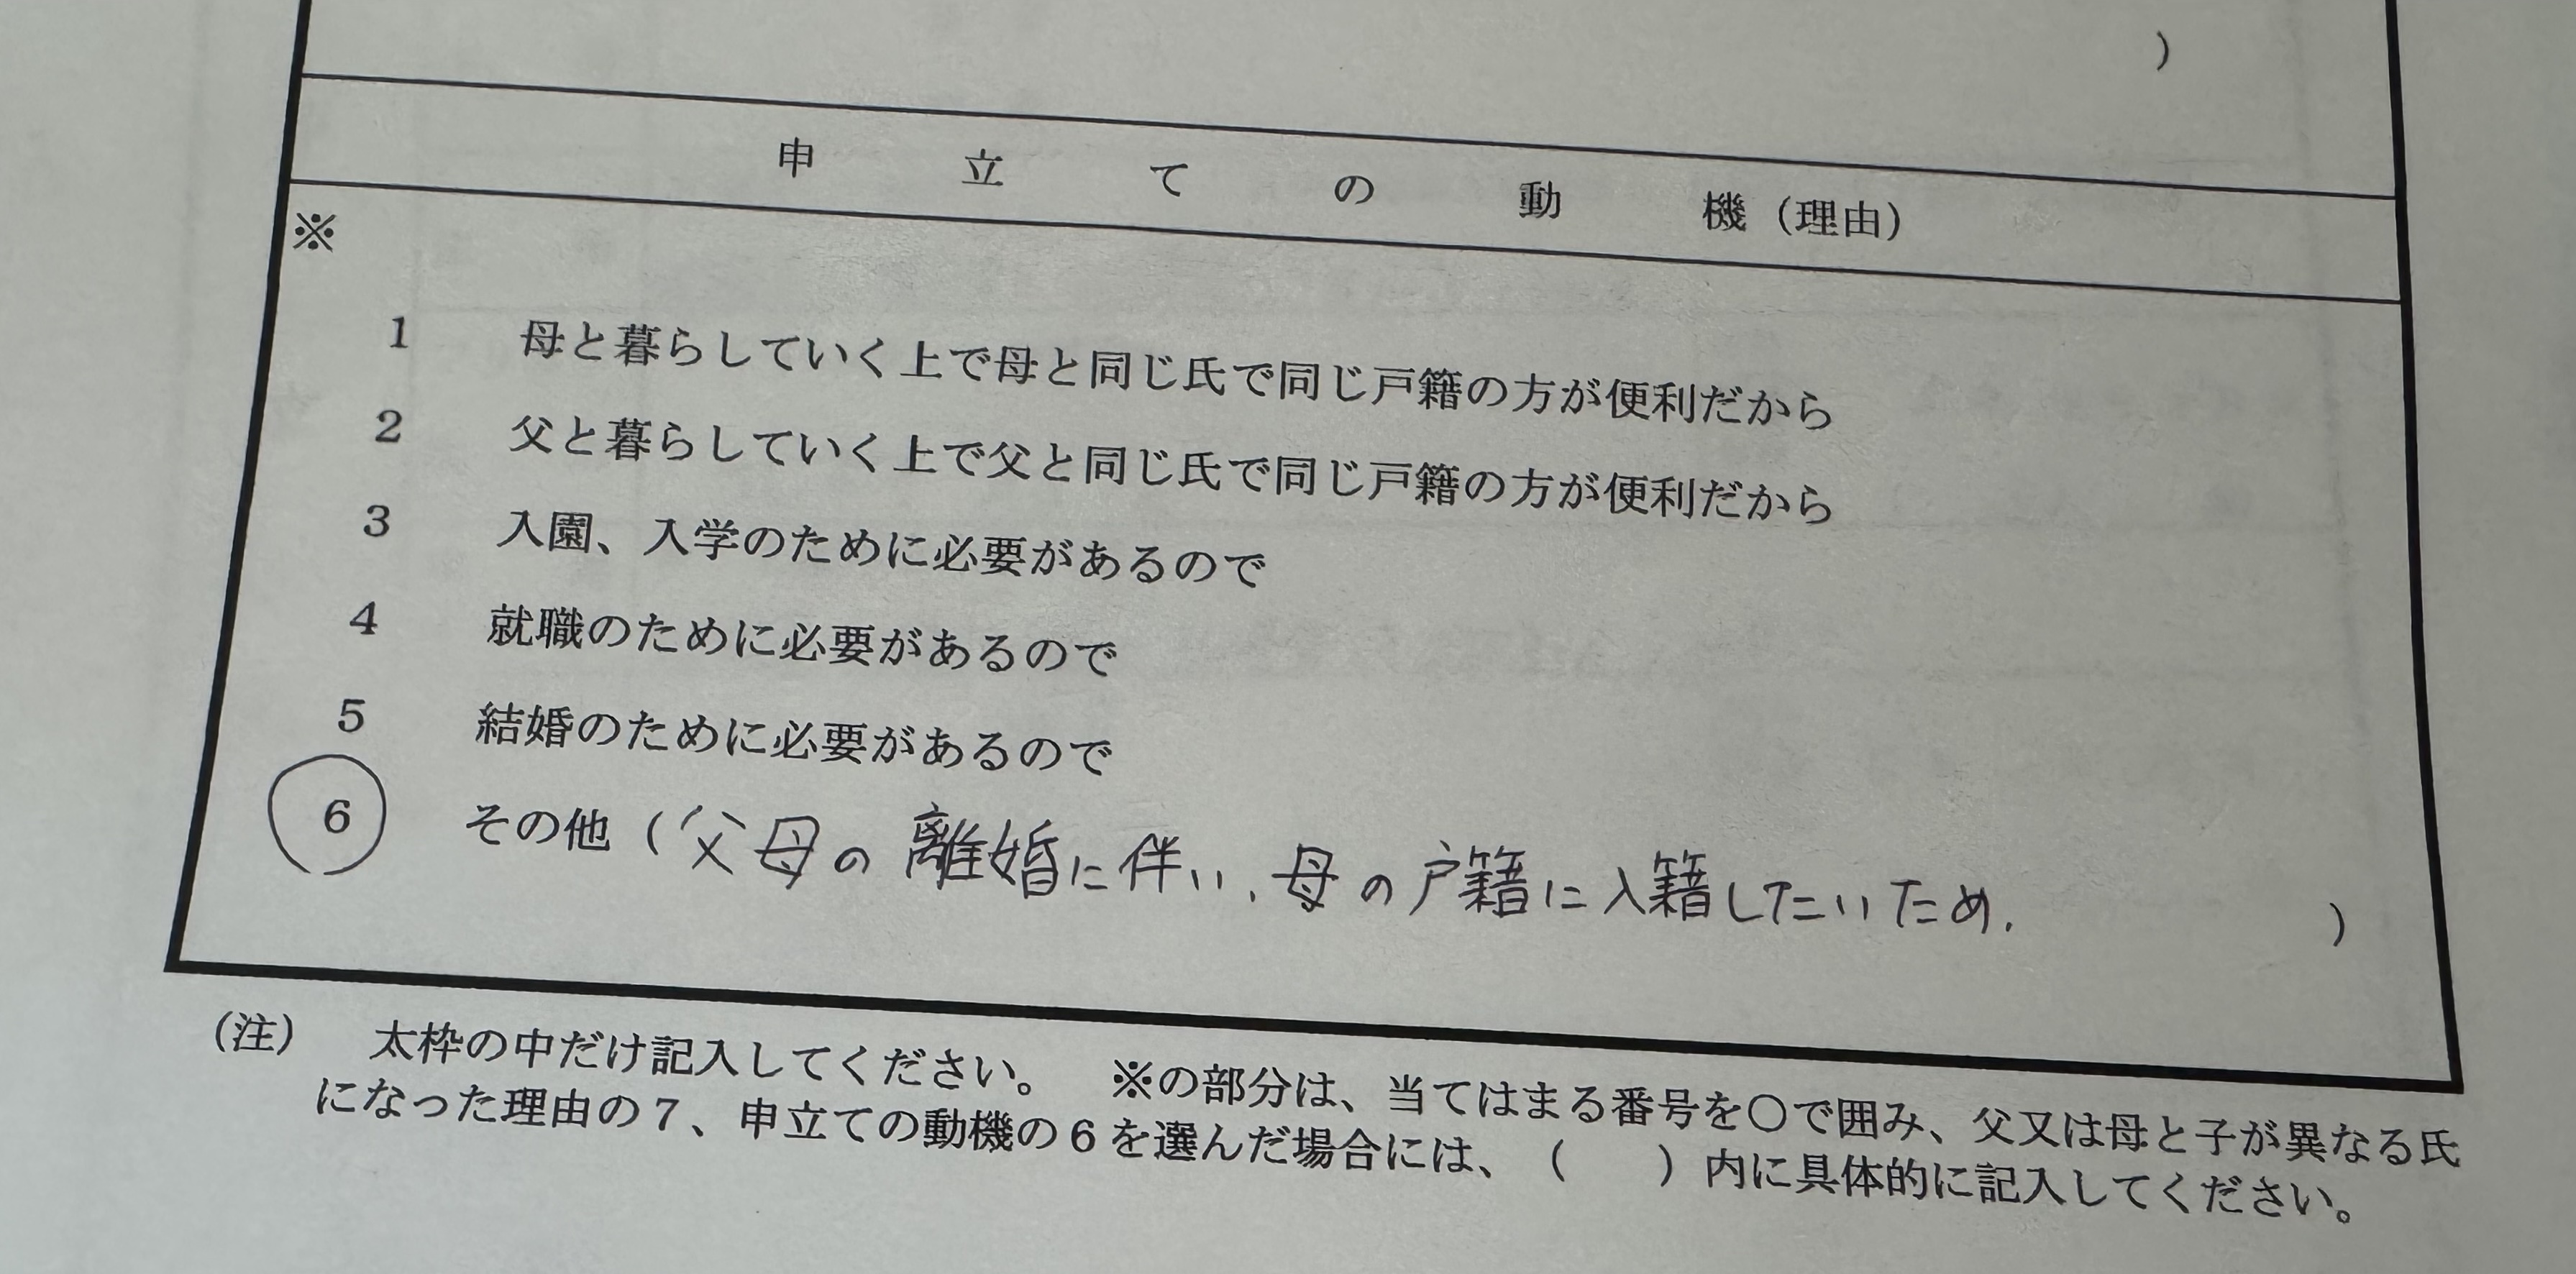 )
申立ての動機（理由）
※
1 母と暮らしていく上で母と同じ氏で同じ戸籍の方が便利だから
2 父と暮らしていく上で父と同じ氏で同じ戸籍の方が便利だから
3 入園、入学のために必要があるので
4 就職のために必要があるので
5 結婚のために必要があるので
6 その他（父母の離婚に伴い、母の戸籍に入籍したいため。）
（注） 太枠の中だけ記入してください。 ※の部分は、当てはまる番号を○で囲み、父又は母と子が異なる氏
になった理由の７、申立ての動機の６を選んだ場合には、（ ）内に具体的に記入してください。